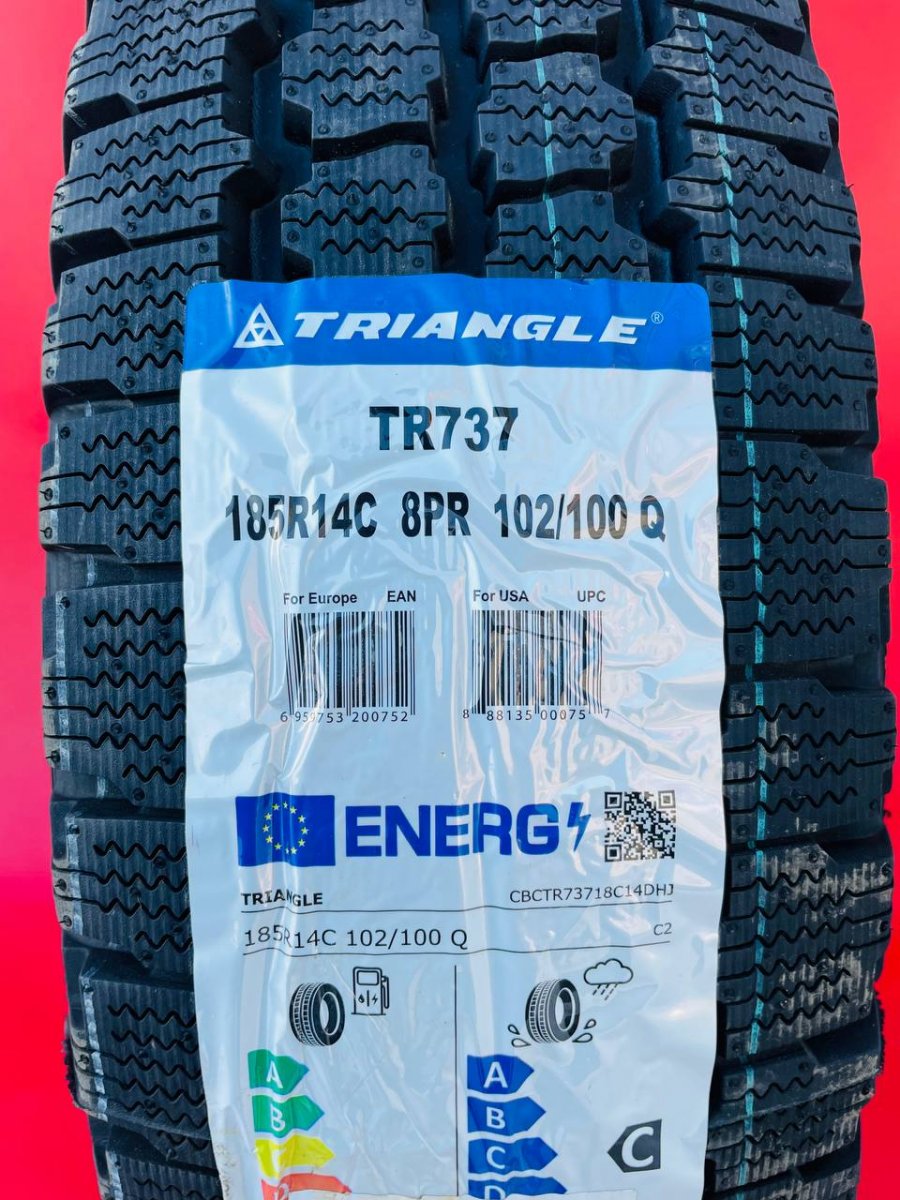 TRIANGLE®
TR737
185R14C 8PR 102/100 Q
For Europe EAN For USA UPC
6 959753 200752 8 88135 00075 7
ENERG
TRIANGLE CBCTR73718C14DHJ
185R14C 102/100 Q C2
A A
B B
C C
D D